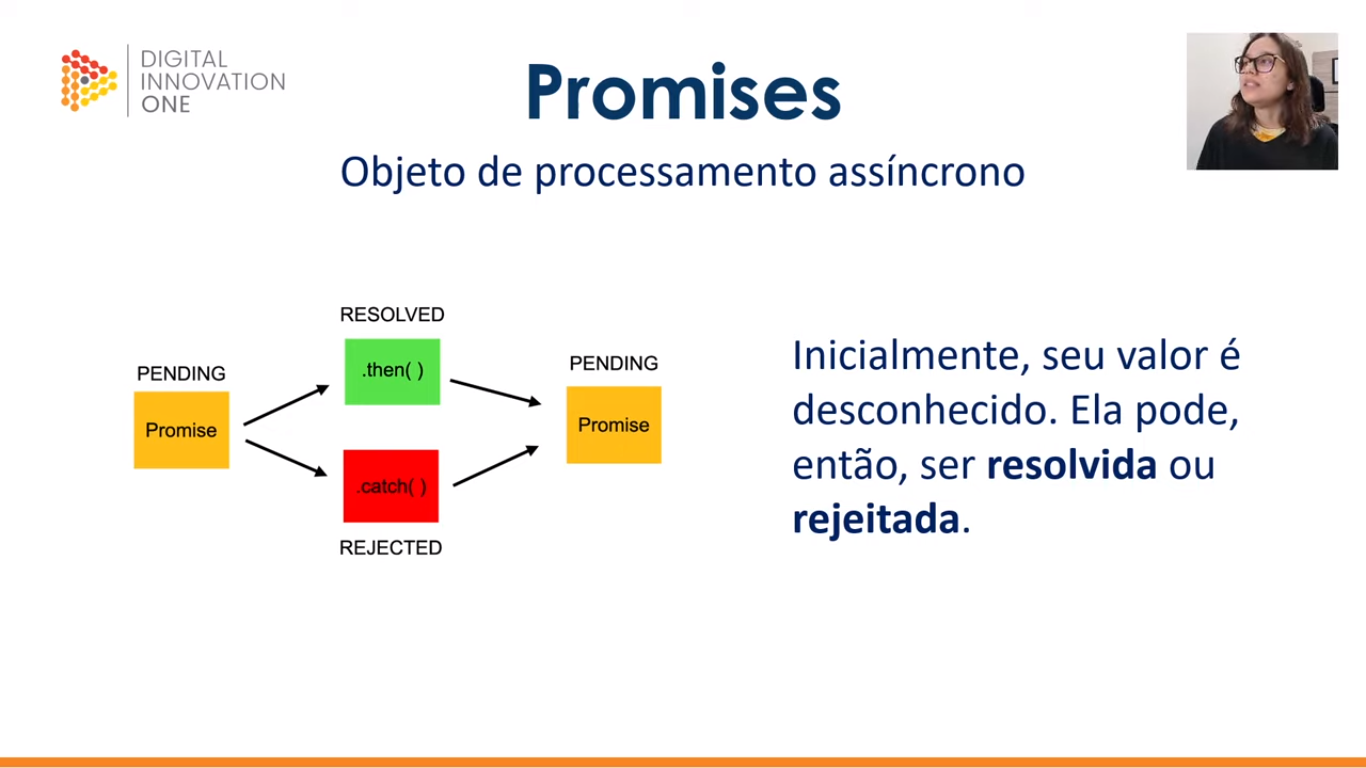 DIGITAL
INNOVATION
ONE
Promises
Objeto de processamento assíncrono
RESOLVED
.then( )
PENDING
Promise
PENDING
Promise
.catch( )
REJECTED
Inicialmente, seu valor é
desconhecido. Ela pode,
então, ser resolvida ou
rejeitada.